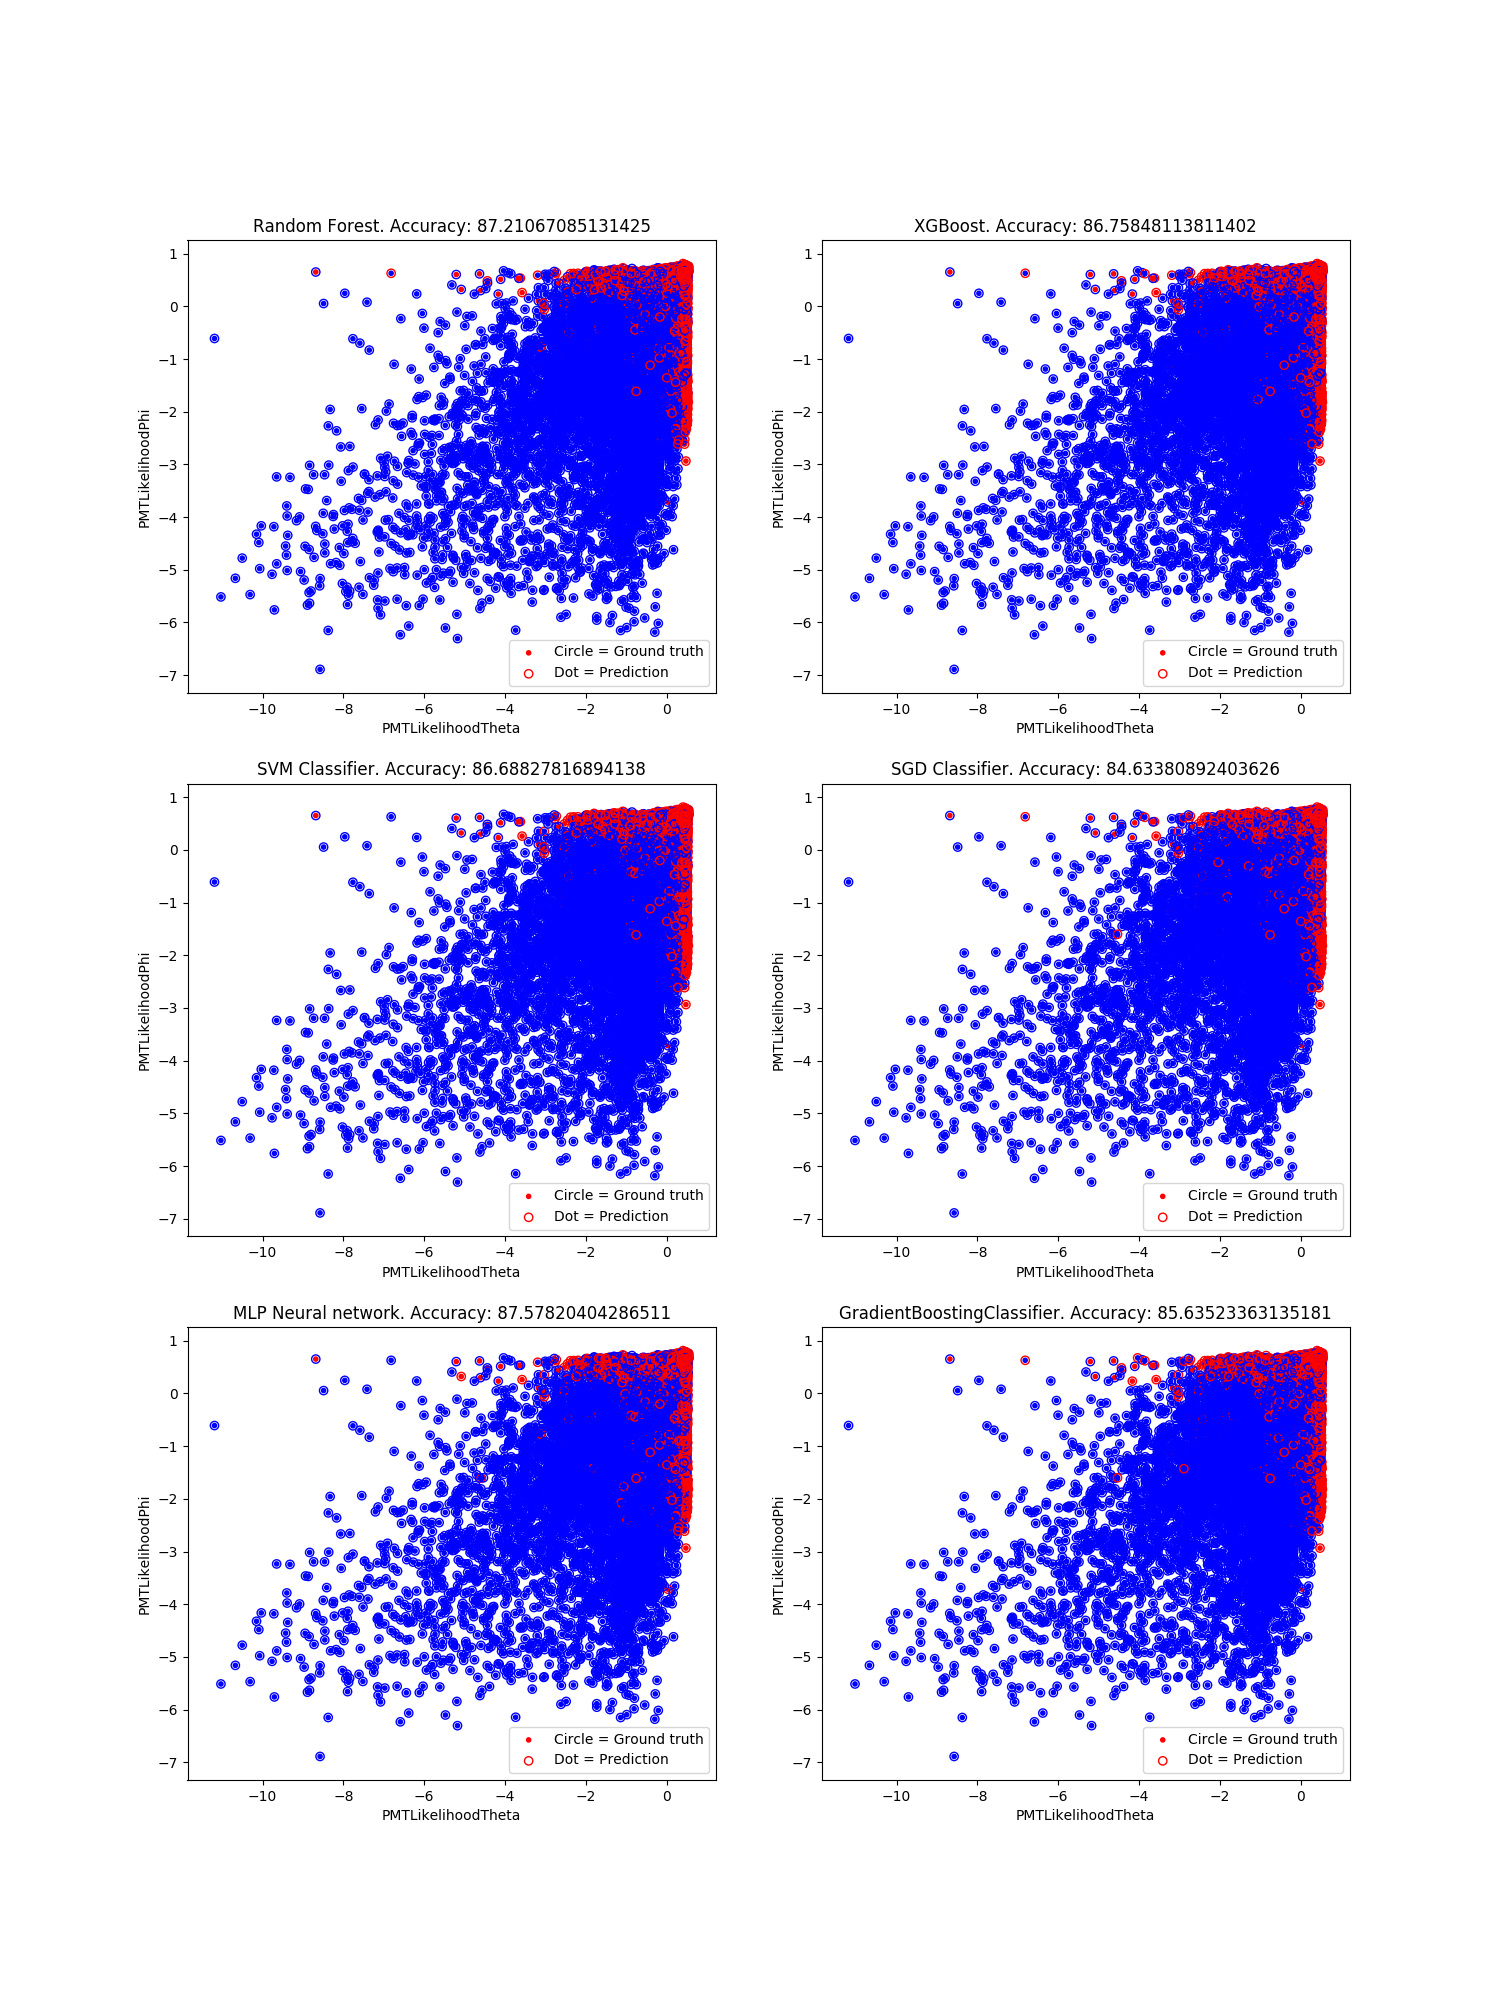 Random Forest. Accuracy: 87.21067085131425
1
0
−1
−2
−3
−4
−5
−6
−7
PMTLikelihoodPhi
Circle = Ground truth
Dot = Prediction
−10 −8 −6 −4 −2 0
PMTLikelihoodTheta
XGBoost. Accuracy: 86.75848113811402
1
0
−1
−2
−3
−4
−5
−6
−7
PMTLikelihoodPhi
Circle = Ground truth
Dot = Prediction
−10 −8 −6 −4 −2 0
PMTLikelihoodTheta
SVM Classifier. Accuracy: 86.68827816894138
1
0
−1
−2
−3
−4
−5
−6
−7
PMTLikelihoodPhi
Circle = Ground truth
Dot = Prediction
−10 −8 −6 −4 −2 0
PMTLikelihoodTheta
SGD Classifier. Accuracy: 84.63380892403626
1
0
−1
−2
−3
−4
−5
−6
−7
PMTLikelihoodPhi
Circle = Ground truth
Dot = Prediction
−10 −8 −6 −4 −2 0
PMTLikelihoodTheta
MLP Neural network. Accuracy: 87.57820404286511
1
0
−1
−2
−3
−4
−5
−6
−7
PMTLikelihoodPhi
Circle = Ground truth
Dot = Prediction
−10 −8 −6 −4 −2 0
PMTLikelihoodTheta
GradientBoostingClassifier. Accuracy: 85.63523363135181
1
0
−1
−2
−3
−4
−5
−6
−7
PMTLikelihoodPhi
Circle = Ground truth
Dot = Prediction
−10 −8 −6 −4 −2 0
PMTLikelihoodTheta